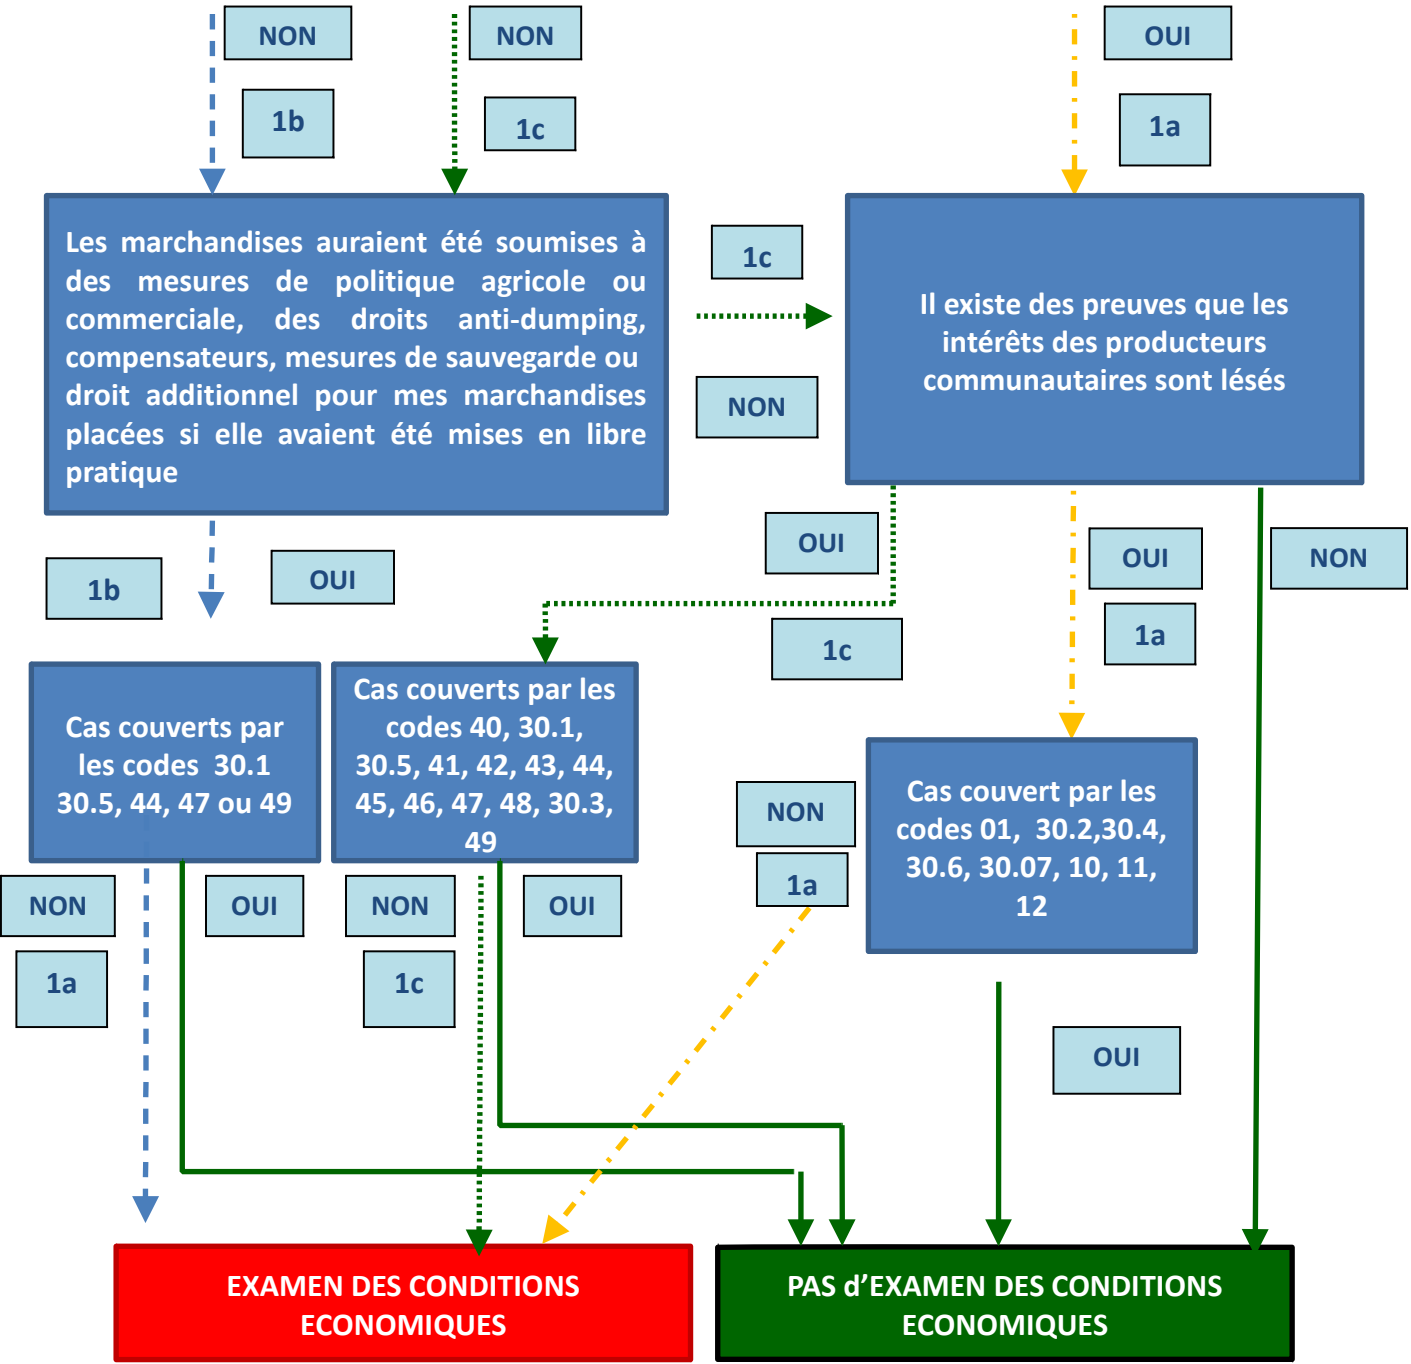 NON
NON
OUI
1b
1c
1a
Les marchandises auraient été soumises à
des mesures de politique agricole ou
commerciale, des droits anti-dumping,
compensateurs, mesures de sauvegarde ou
droit additionnel pour mes marchandises
placées si elle avaient été mises en libre
pratique
1c
NON
Il existe des preuves que les
intérêts des producteurs
communautaires sont lésés
1b
OUI
OUI
1c
OUI
1a
NON
Cas couverts par
les codes 30.1
30.5, 44, 47 ou 49
Cas couverts par les
codes 40, 30.1,
30.5, 41, 42, 43, 44,
45, 46, 47, 48, 30.3,
49
NON
1a
Cas couvert par les
codes 01, 30.2,30.4,
30.6, 30.07, 10, 11,
12
NON
1a
OUI
NON
1c
OUI
OUI
EXAMEN DES CONDITIONS
ECONOMIQUES
PAS d’EXAMEN DES CONDITIONS
ECONOMIQUES